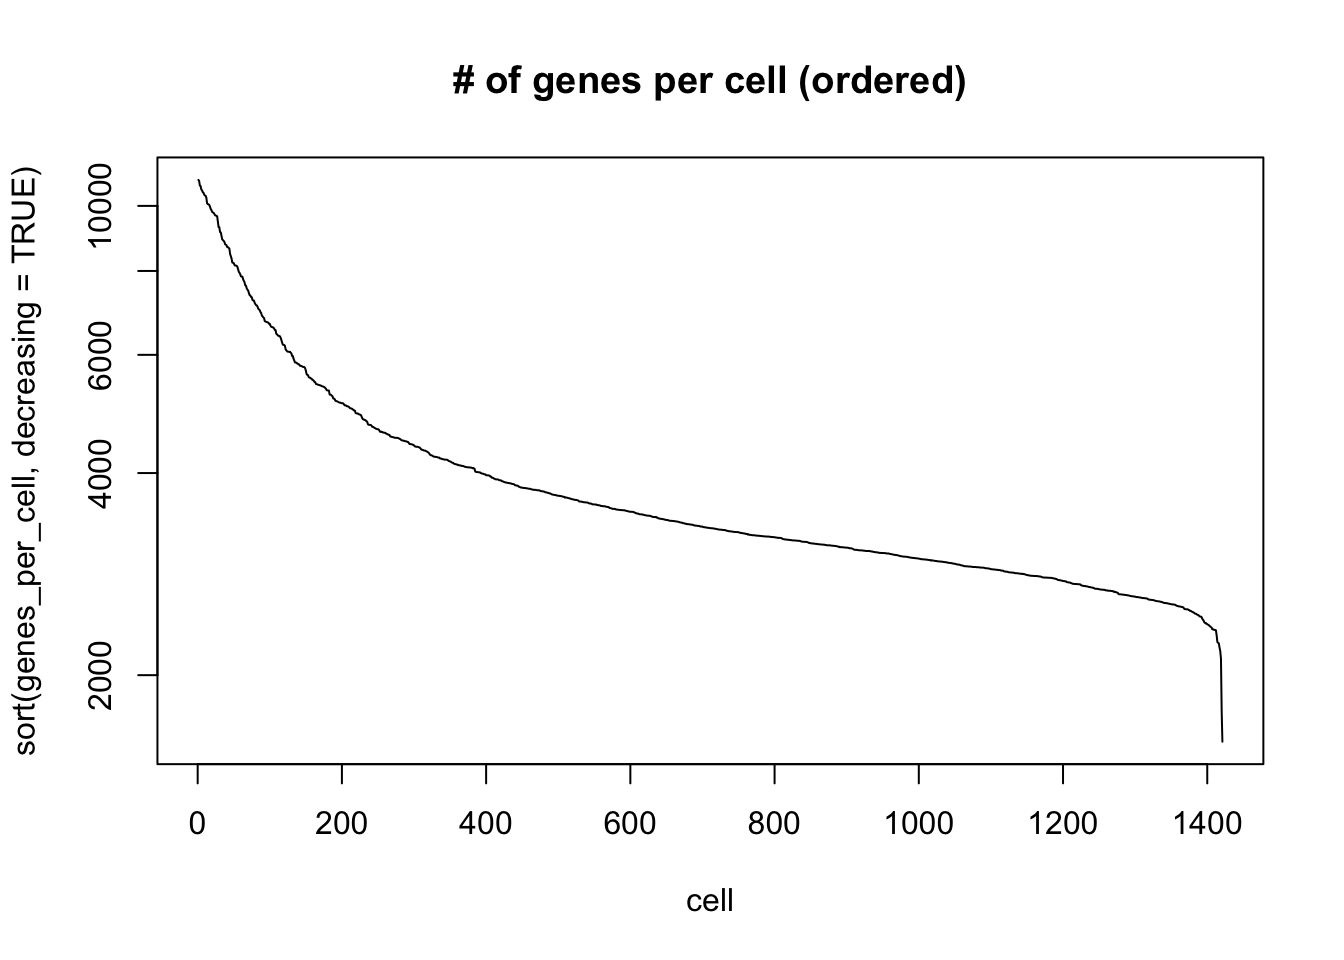 # of genes per cell (ordered)
sort(genes_per_cell, decreasing = TRUE)
10000
6000
4000
2000
0 200 400 600 800 1000 1200 1400
cell